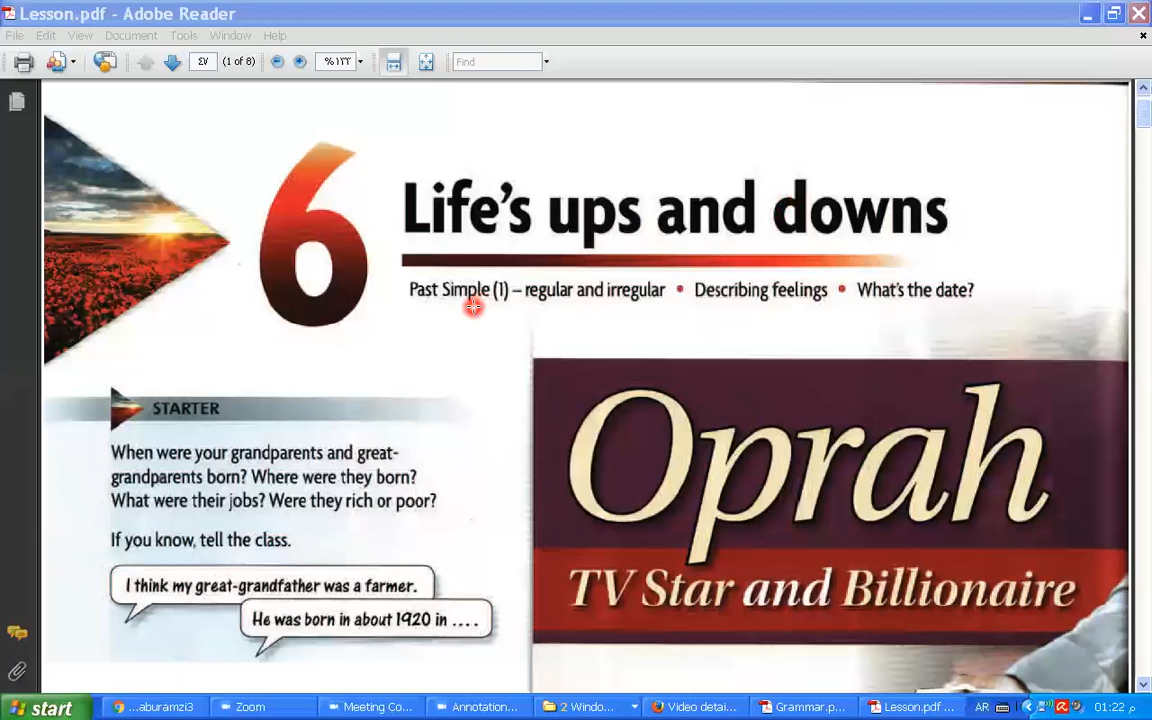 Lesson.pdf - Adobe Reader
File Edit View Document Tools Window Help
٤٧ (1 of 8) %١٢٢ Find
6
Life's ups and downs
Past Simple (1) – regular and irregular • Describing feelings • What's the date?
STARTER
When were your grandparents and great-
grandparents born? Where were they born?
What were their jobs? Were they rich or poor?
If you know, tell the class.
I think my great-grandfather was a farmer.
He was born in about 1920 in ....
Oprah
TV Star and Billionaire
start ...aburamzi3 Zoom Meeting Co... Annotation... 2 Windo... Video detai... Grammar.p... Lesson.pdf ... AR 01:22 م